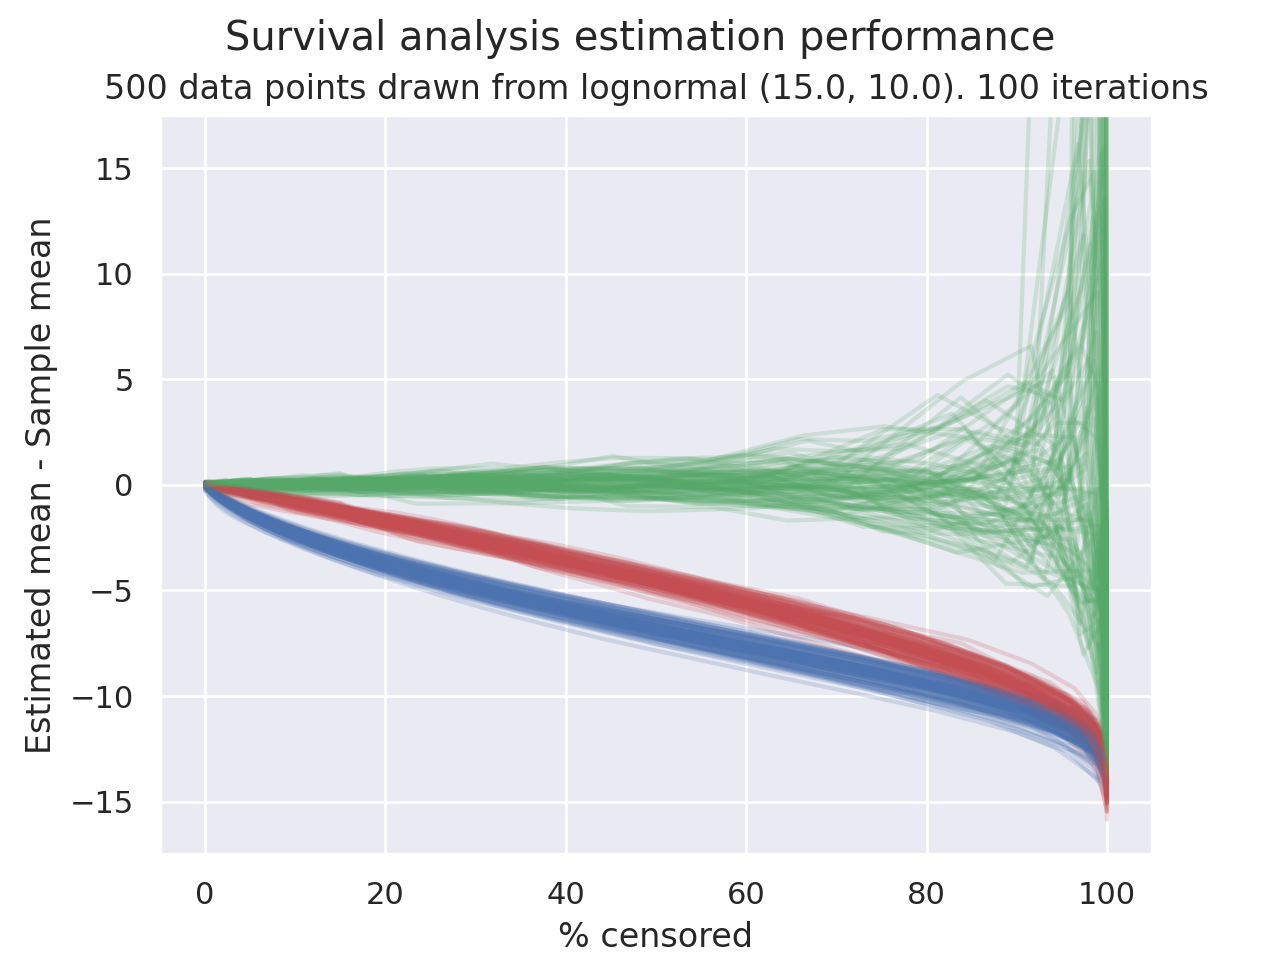 Survival analysis estimation performance
500 data points drawn from lognormal (15.0, 10.0). 100 iterations
Estimated mean - Sample mean
15
10
5
0
−5
−10
−15
0 20 40 60 80 100
% censored